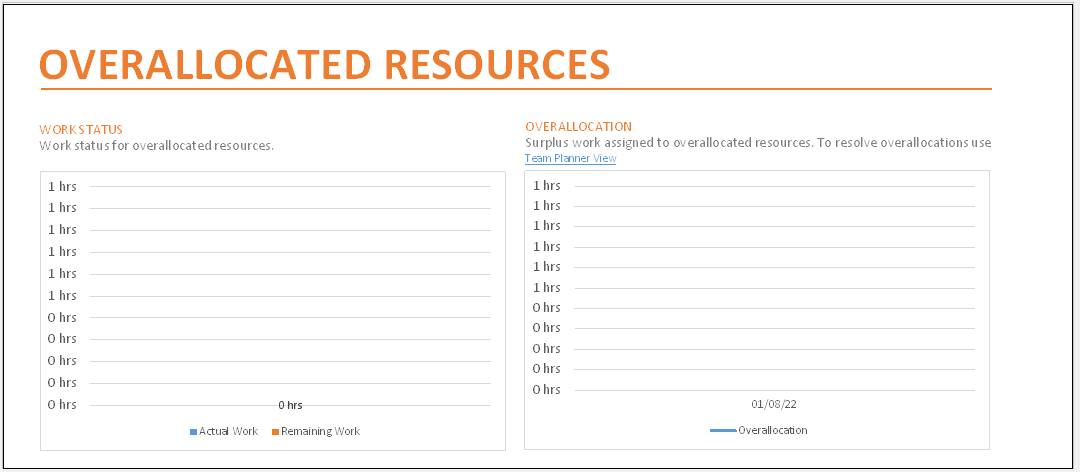 OVERALLOCATED RESOURCES
WORK STATUS
Work status for overallocated resources.
1 hrs
1 hrs
1 hrs
1 hrs
1 hrs
1 hrs
0 hrs
0 hrs
0 hrs
0 hrs
0 hrs
0 hrs
Actual Work
Remaining Work
OVERALLOCATION
Surplus work assigned to overallocated resources. To resolve overallocations use
Team Planner View
1 hrs
1 hrs
1 hrs
1 hrs
1 hrs
1 hrs
0 hrs
0 hrs
0 hrs
0 hrs
0 hrs
01/08/22
Overallocation